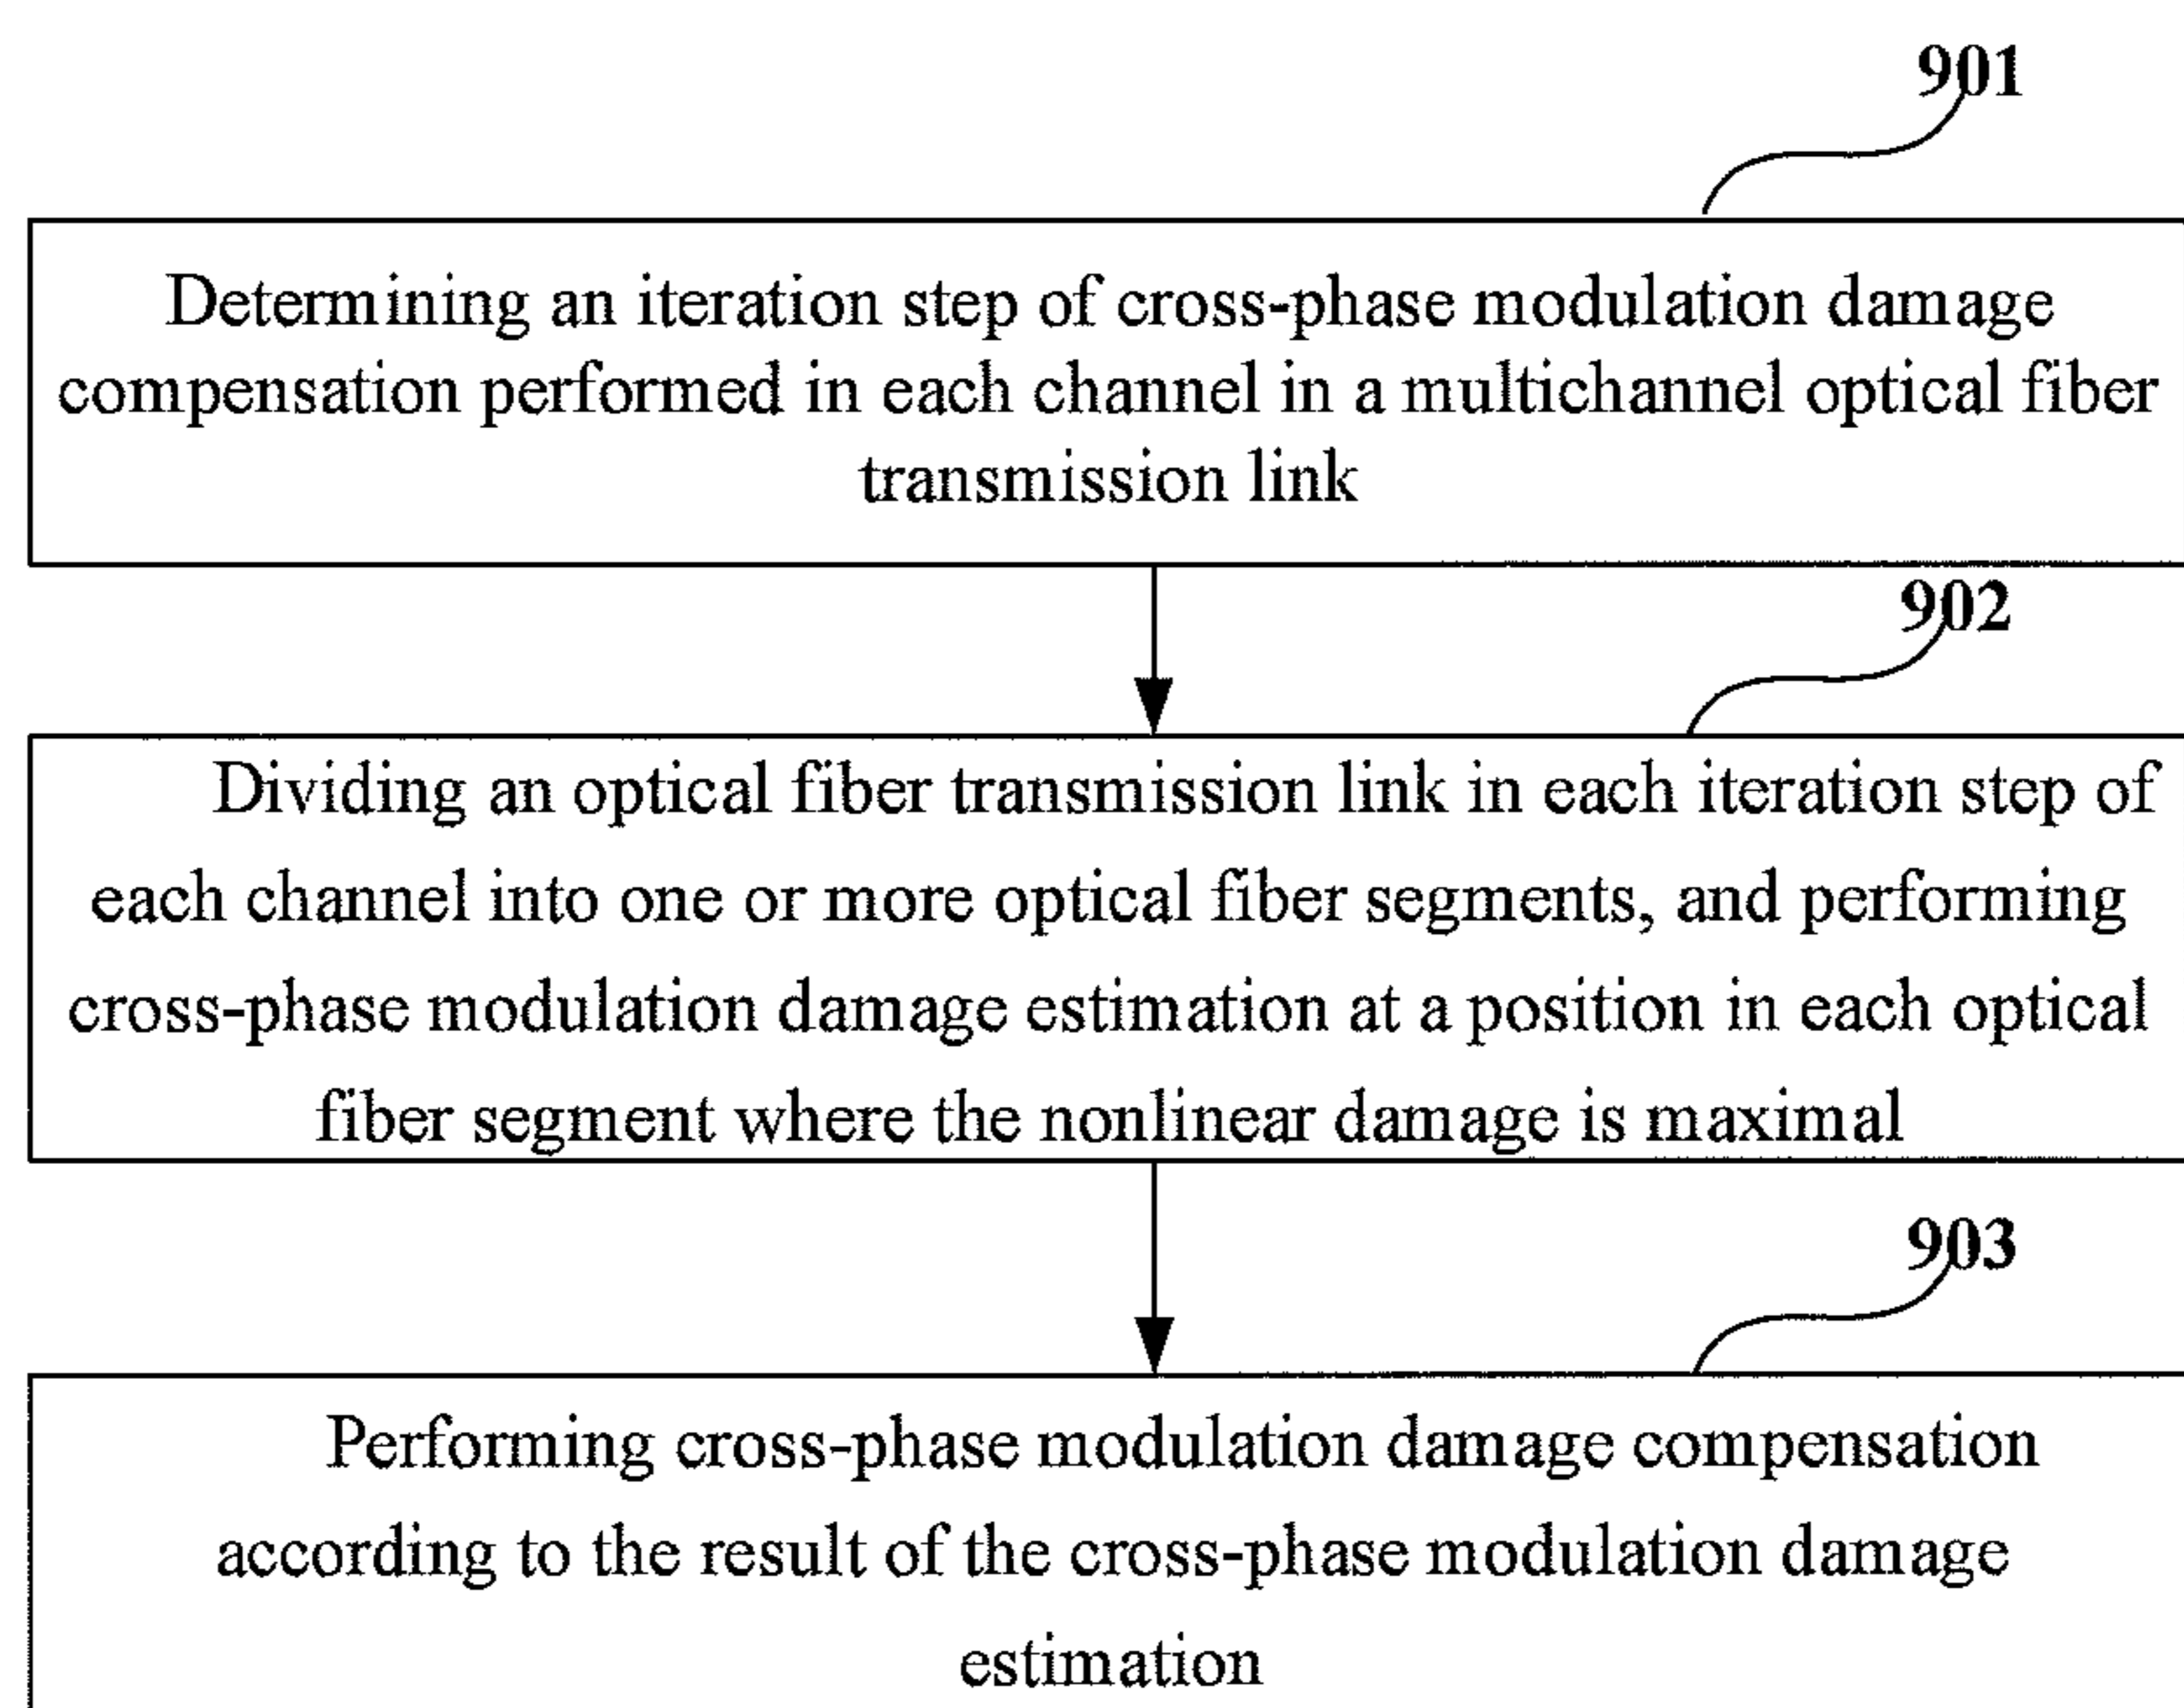 901
Determining an iteration step of cross-phase modulation damage
compensation performed in each channel in a multichannel optical fiber
transmission link
902
Dividing an optical fiber transmission link in each iteration step of
each channel into one or more optical fiber segments, and performing
cross-phase modulation damage estimation at a position in each optical
fiber segment where the nonlinear damage is maximal
903
Performing cross-phase modulation damage compensation
according to the result of the cross-phase modulation damage
estimation